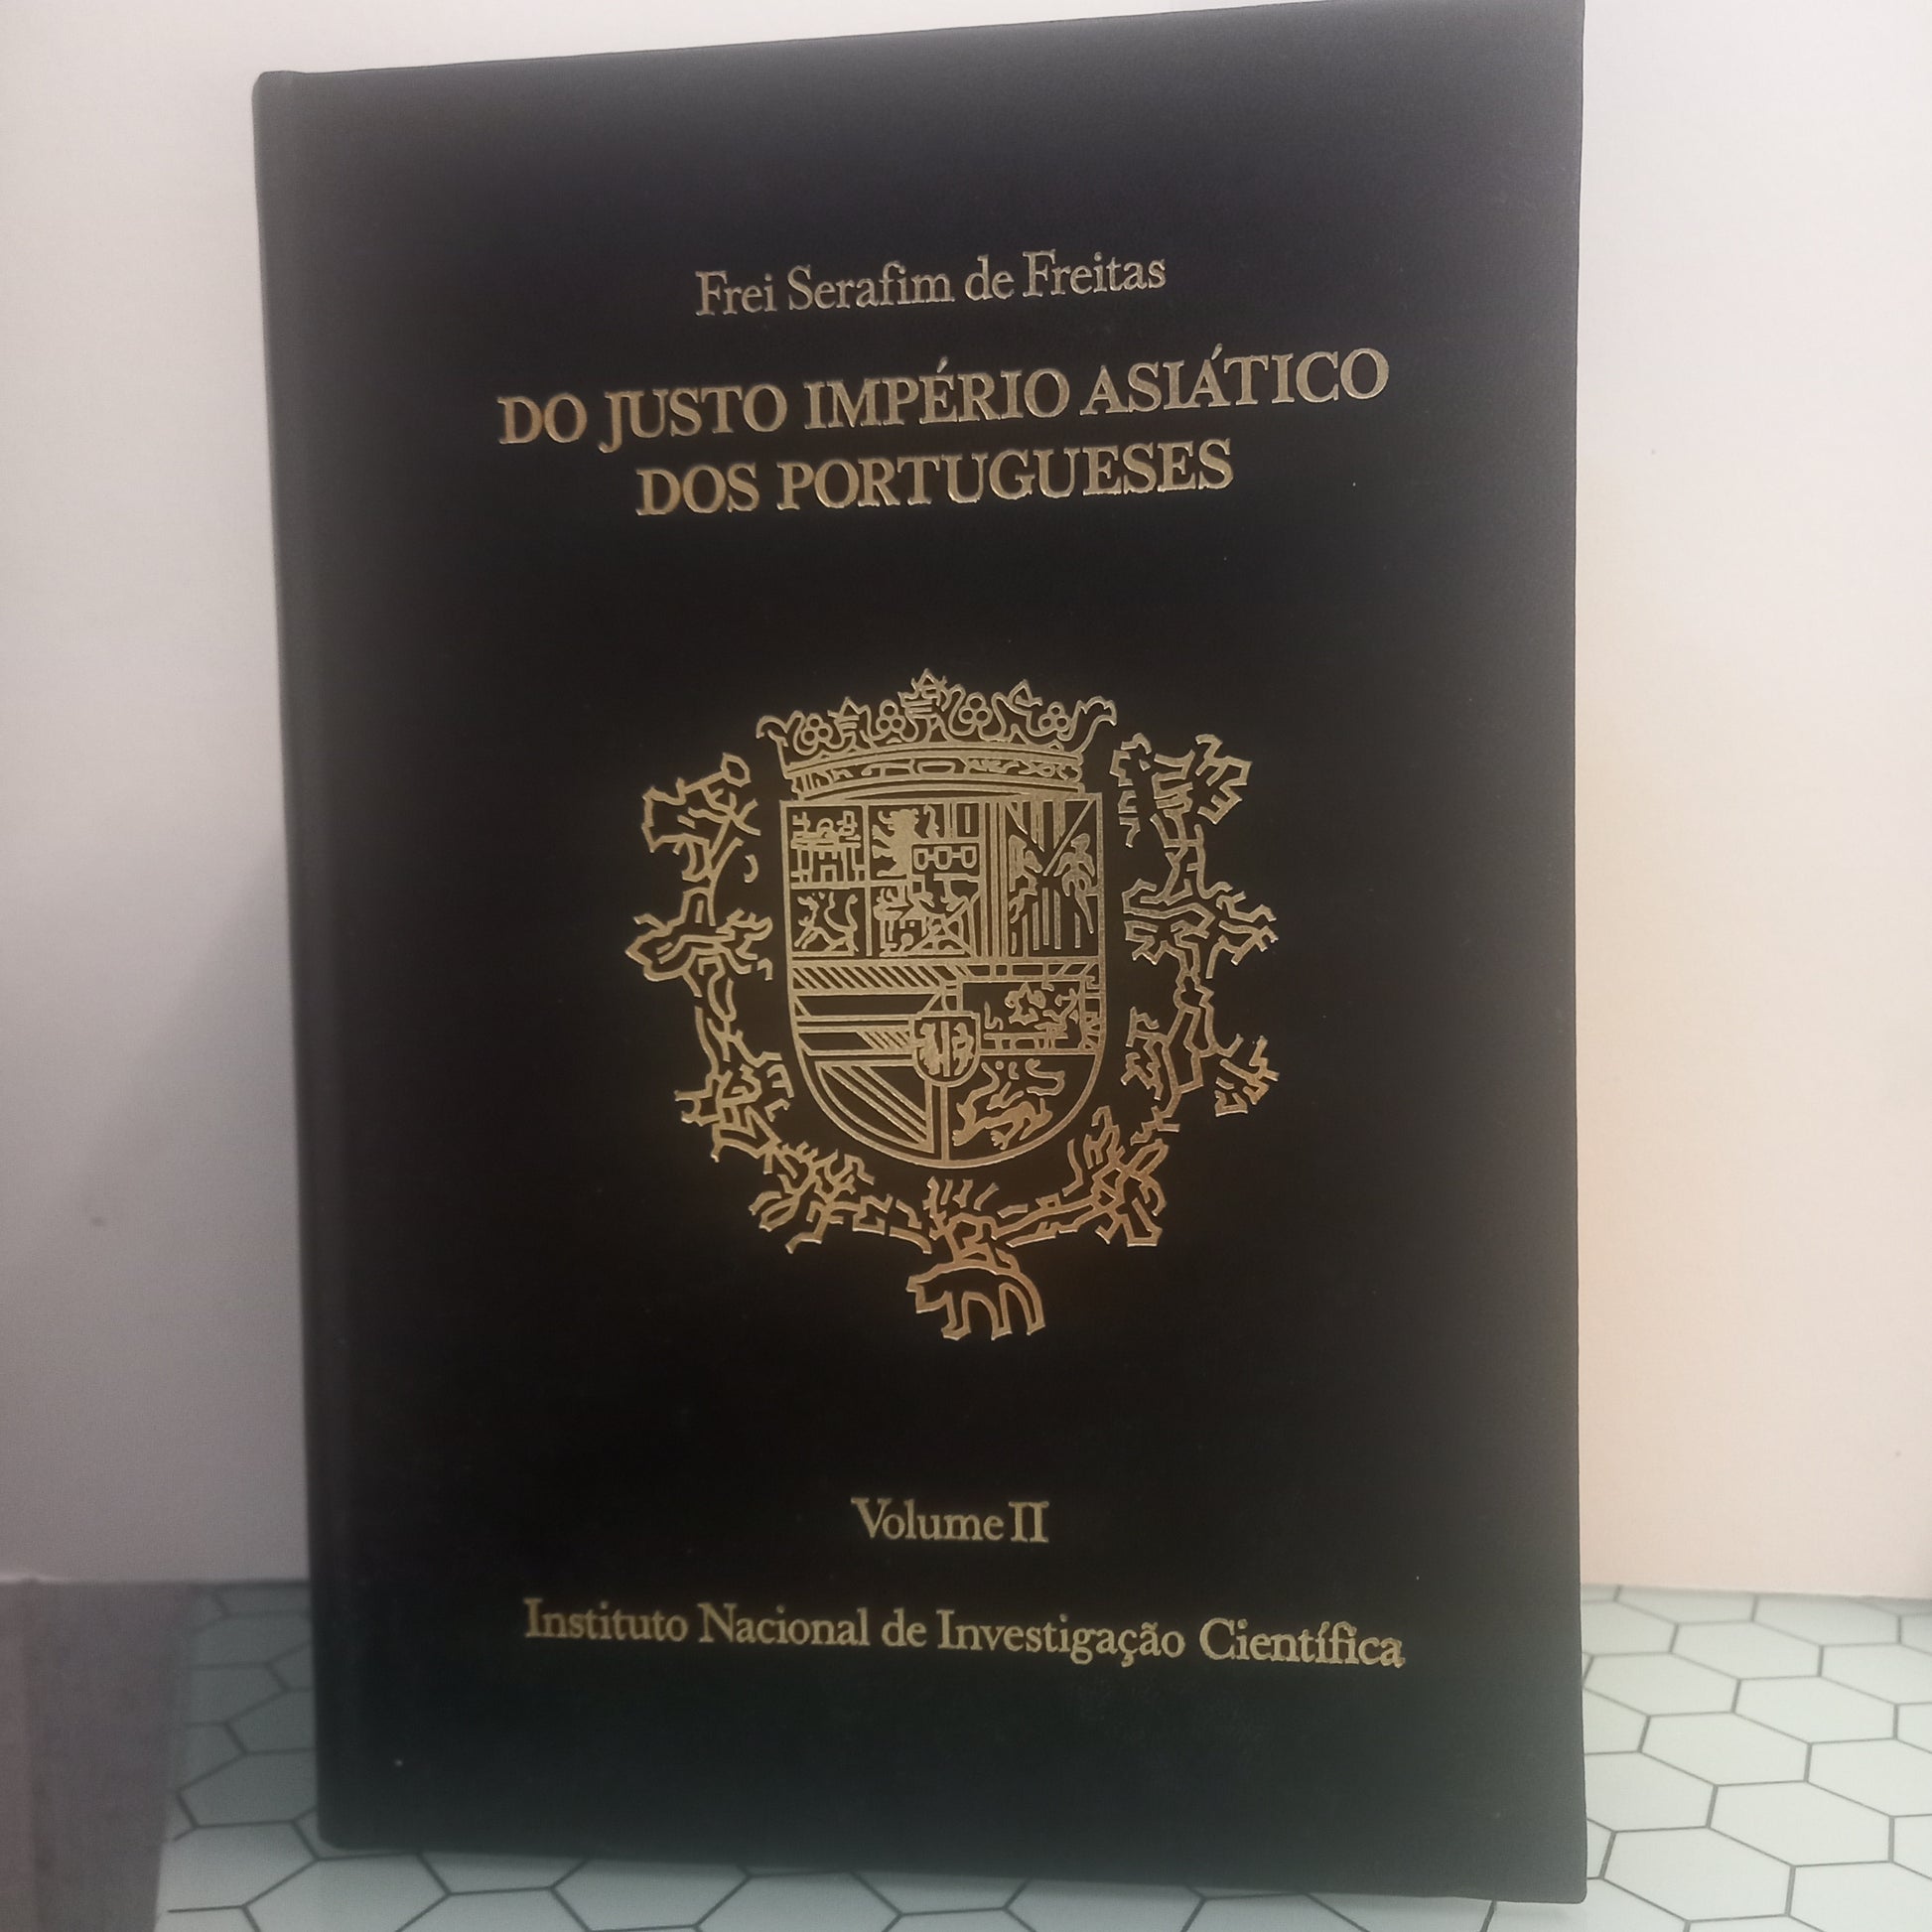 Frei Serafim de Freitas
DO JUSTO IMPÉRIO ASIÁTICO
DOS PORTUGUESES
Volume II
Instituto Nacional de Investigação Científica